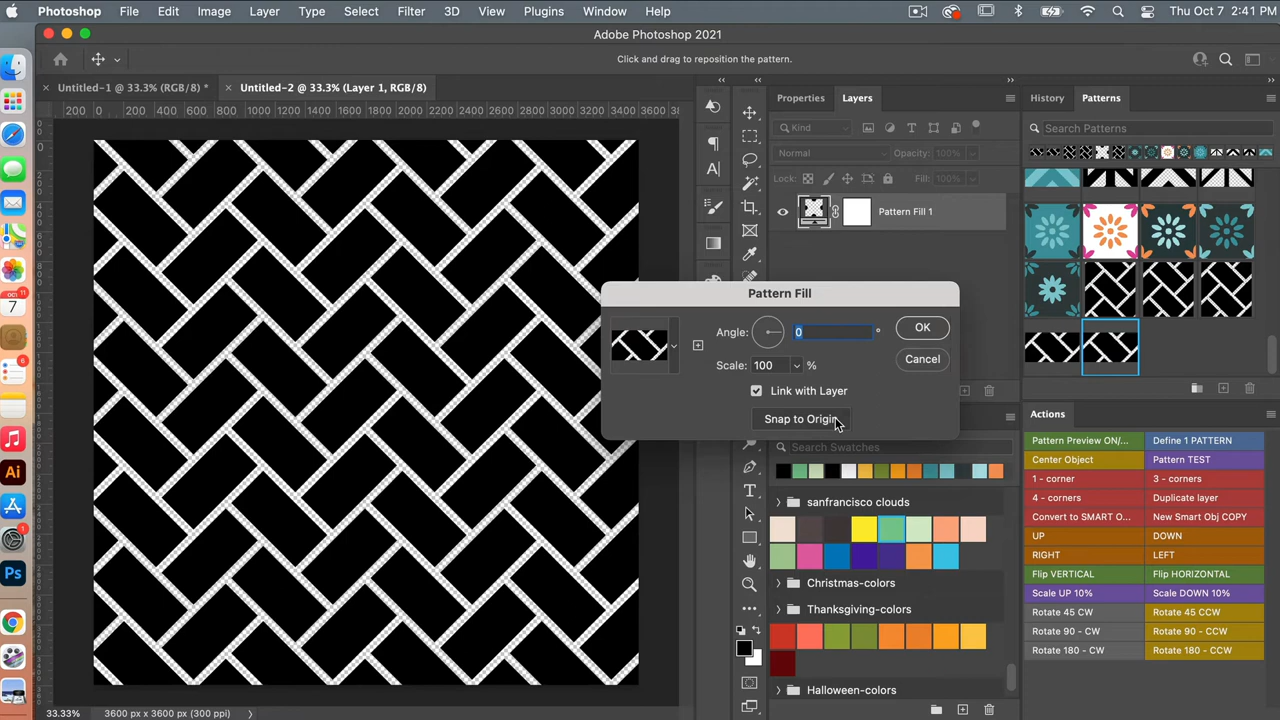 Photoshop File Edit Image Layer Type Select Filter 3D View Plugins Window Help Thu Oct 7 2:41 PM
Adobe Photoshop 2021
Click and drag to reposition the pattern.
Untitled-1 @ 33.3% (RGB/8) *
Untitled-2 @ 33.3% (Layer 1, RGB/8)
200 0 200 400 600 800 1000 1200 1400 1600 1800 2000 2200 2400 2600 2800 3000 3200 3400 3600
Properties
Layers
Kind
Normal
Opacity: 100%
Lock:
Fill: 100%
Pattern Fill 1
History
Patterns
Search Patterns
Pattern Fill
Angle: 0 °
Scale: 100 %
Link with Layer
Snap to Origin
OK
Cancel
Search Swatches
sanfrancisco clouds
Christmas-colors
Thanksgiving-colors
Halloween-colors
Actions
Pattern Preview ON/... Define 1 PATTERN
Center Object Pattern TEST
1 - corner 3 - corners
4 - corners Duplicate layer
Convert to SMART O... New Smart Obj COPY
UP DOWN
RIGHT LEFT
Flip VERTICAL Flip HORIZONTAL
Scale UP 10% Scale DOWN 10%
Rotate 45 CW Rotate 45 CCW
Rotate 90 - CW Rotate 90 - CCW
Rotate 180 - CW Rotate 180 - CCW
OCT
7
Ai
Ps
33.33% 3600 px x 3600 px (300 ppi)